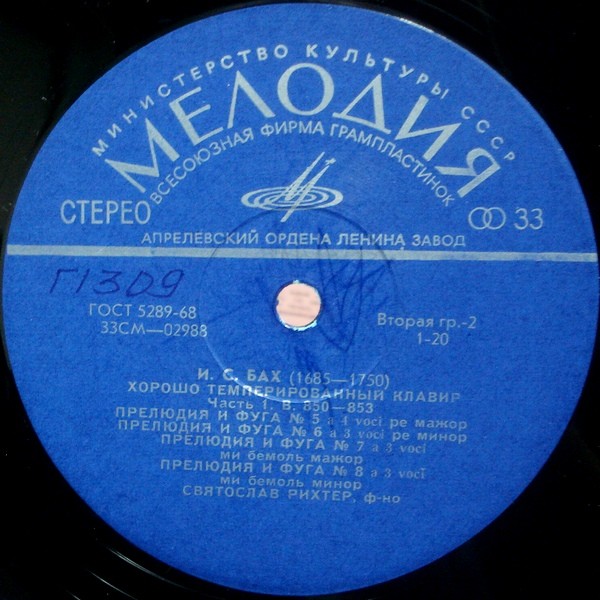 МИНИСТЕРСТВО КУЛЬТУРЫ СССР
МЕЛОДИЯ
ВСЕСОЮЗНАЯ ФИРМА ГРАМПЛАСТИНОК
СТЕРЕО
33
АПРЕЛЕВСКИЙ ОРДЕНА ЛЕНИНА ЗАВОД
Г1309
ГОСТ 5289-68
33СМ—02988
Вторая гр.-2
1-20
И. С. БАХ (1685—1750)
ХОРОШО ТЕМПЕРИРОВАННЫЙ КЛАВИР
Часть 1. В. 850—853
ПРЕЛЮДИЯ И ФУГА № 5 a 4 voci ре мажор
ПРЕЛЮДИЯ И ФУГА № 6 a 3 voci ре минор
ПРЕЛЮДИЯ И ФУГА № 7 a 3 voci
ми бемоль мажор
ПРЕЛЮДИЯ И ФУГА № 8 a 3 voci
ми бемоль минор
СВЯТОСЛАВ РИХТЕР, ф-но